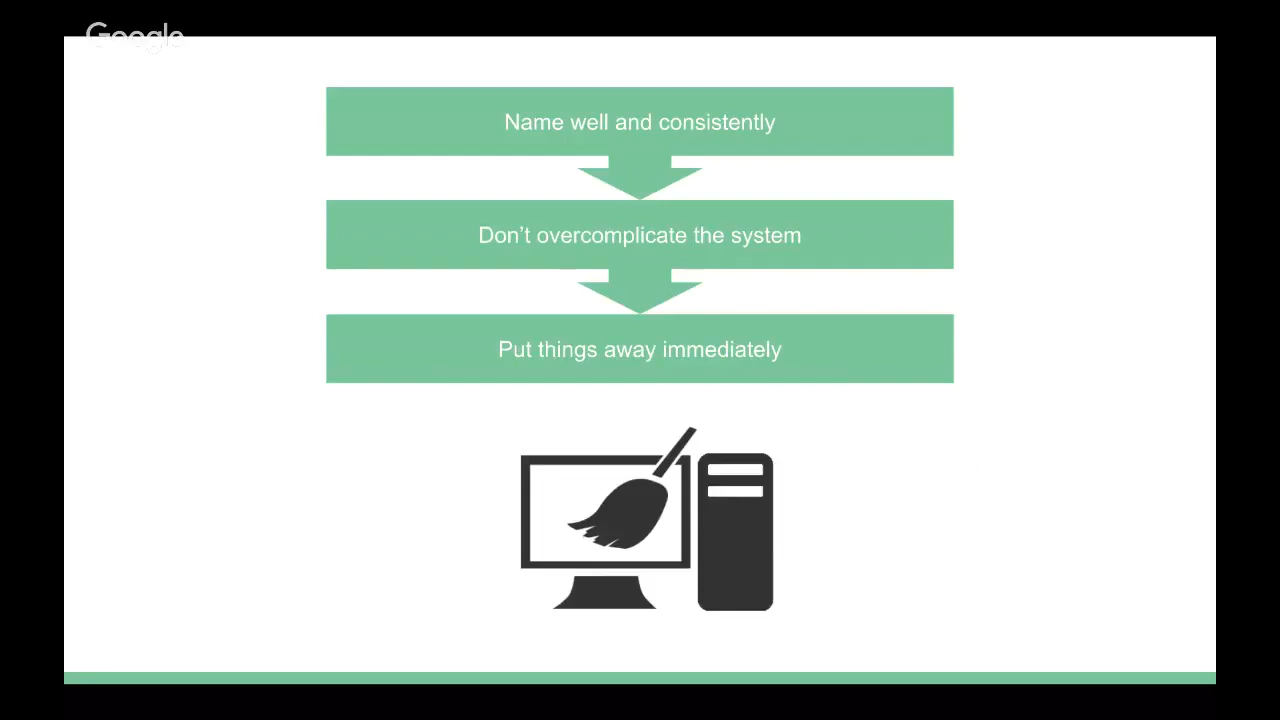 Google
Name well and consistently
Don’t overcomplicate the system
Put things away immediately